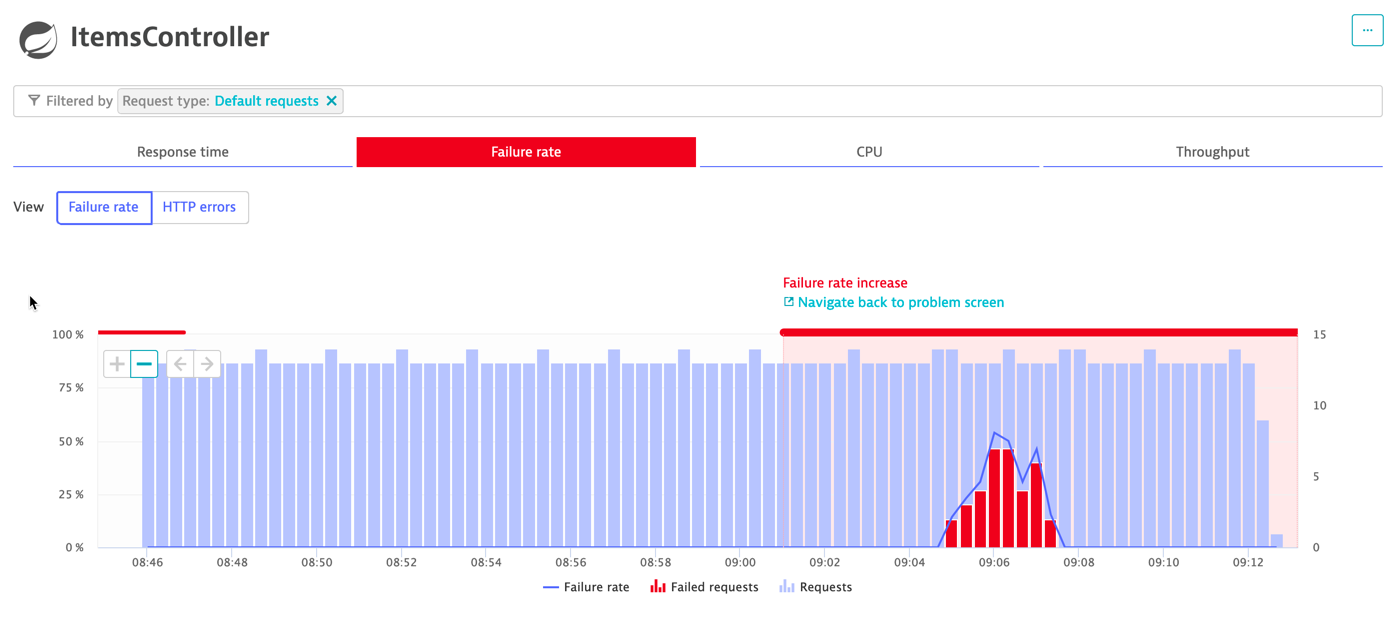 ItemsController
...
Filtered by Request type: Default requests
Response time Failure rate CPU Throughput
View Failure rate HTTP errors
Failure rate increase
Navigate back to problem screen
100 % 15
75 %
10
50 %
5
25 %
0 % 0
08:46 08:48 08:50 08:52 08:54 08:56 08:58 09:00 09:02 09:04 09:06 09:08 09:10 09:12
Failure rate Failed requests Requests